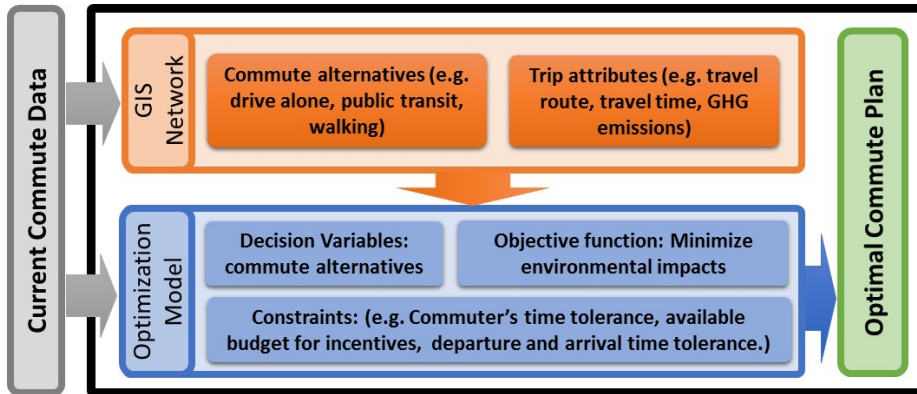 Current Commute Data
GIS
Network
Commute alternatives (e.g.
drive alone, public transit,
walking)
Trip attributes (e.g. travel
route, travel time, GHG
emissions)
Optimization
Model
Decision Variables:
commute alternatives
Objective function: Minimize
environmental impacts
Constraints: (e.g. Commuter’s time tolerance, available
budget for incentives, departure and arrival time tolerance.)
Optimal Commute Plan